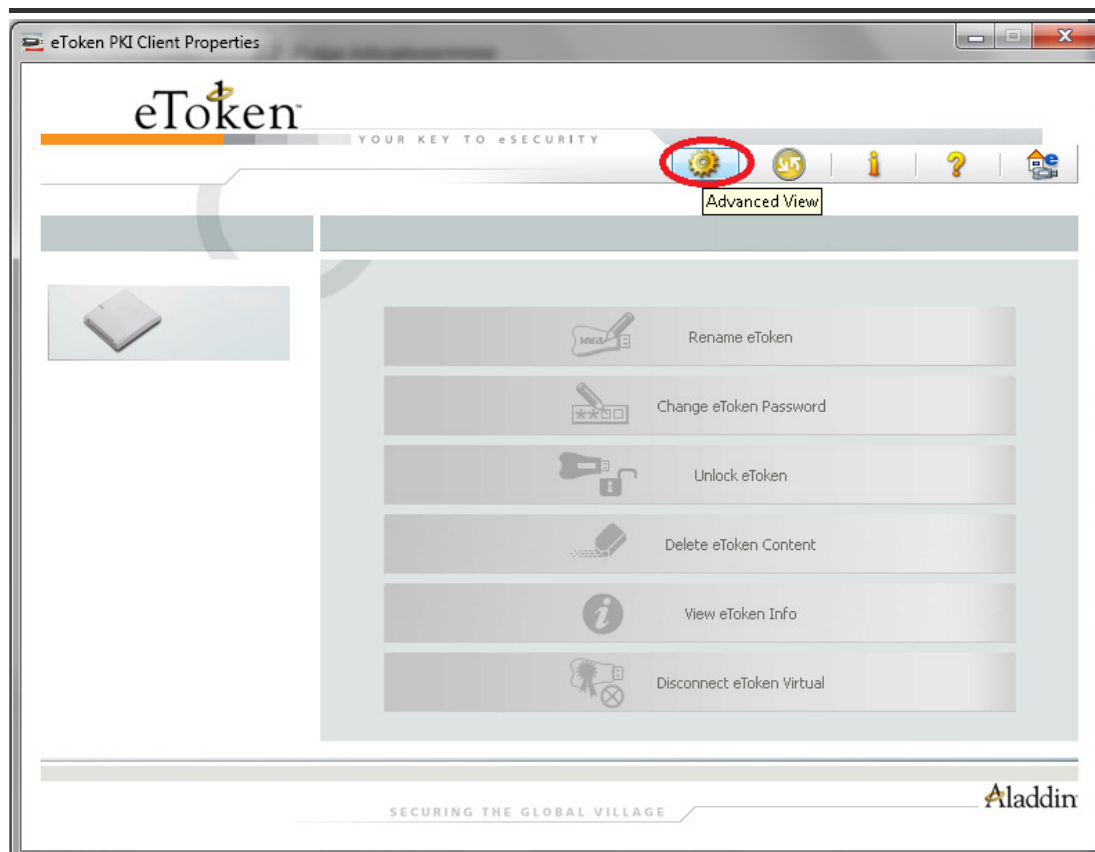 eToken PKI Client Properties
eToken
YOUR KEY TO eSECURITY
Advanced View
Rename eToken
Change eToken Password
Unlock eToken
Delete eToken Content
View eToken Info
Disconnect eToken Virtual
SECURING THE GLOBAL VILLAGE
Aladdin